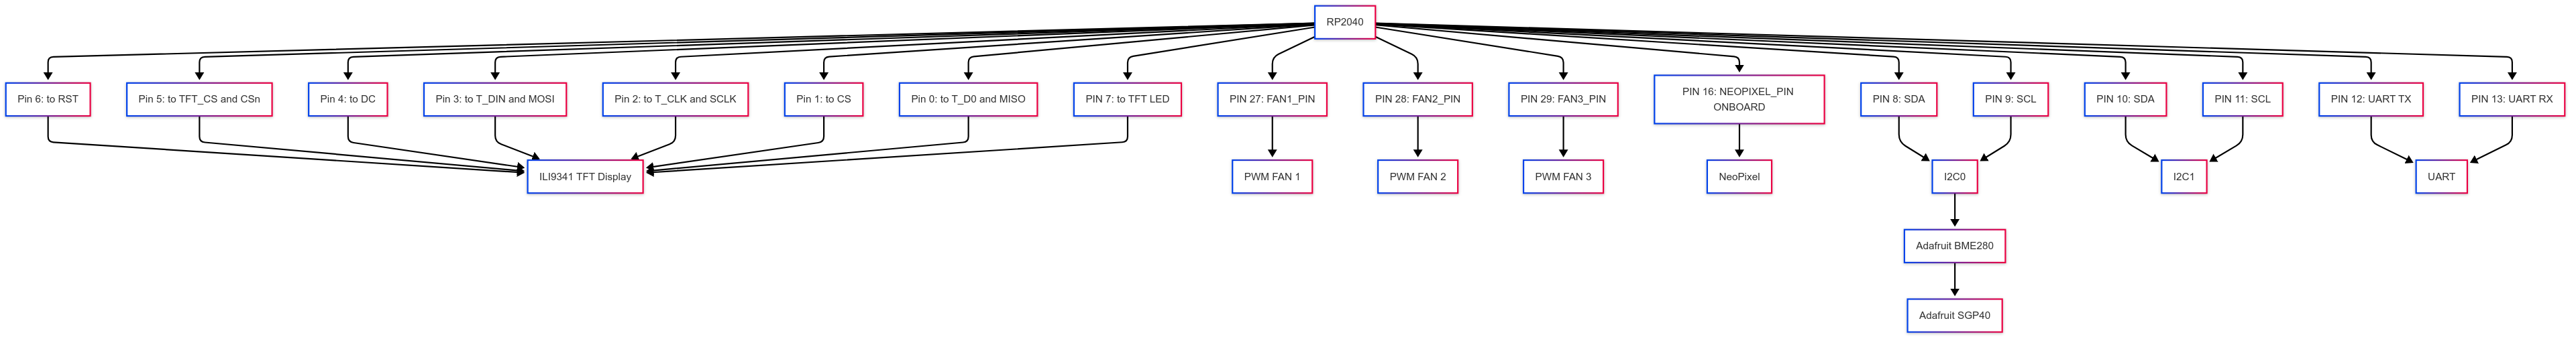 RP2040
Pin 6: to RST
Pin 5: to TFT_CS and CSn
Pin 4: to DC
Pin 3: to T_DIN and MOSI
Pin 2: to T_CLK and SCLK
Pin 1: to CS
Pin 0: to T_D0 and MISO
PIN 7: to TFT LED
PIN 27: FAN1_PIN
PIN 28: FAN2_PIN
PIN 29: FAN3_PIN
PIN 16: NEOPIXEL_PIN
ONBOARD
PIN 8: SDA
PIN 9: SCL
PIN 10: SDA
PIN 11: SCL
PIN 12: UART TX
PIN 13: UART RX
ILI9341 TFT Display
PWM FAN 1
PWM FAN 2
PWM FAN 3
NeoPixel
I2C0
I2C1
UART
Adafruit BME280
Adafruit SGP40